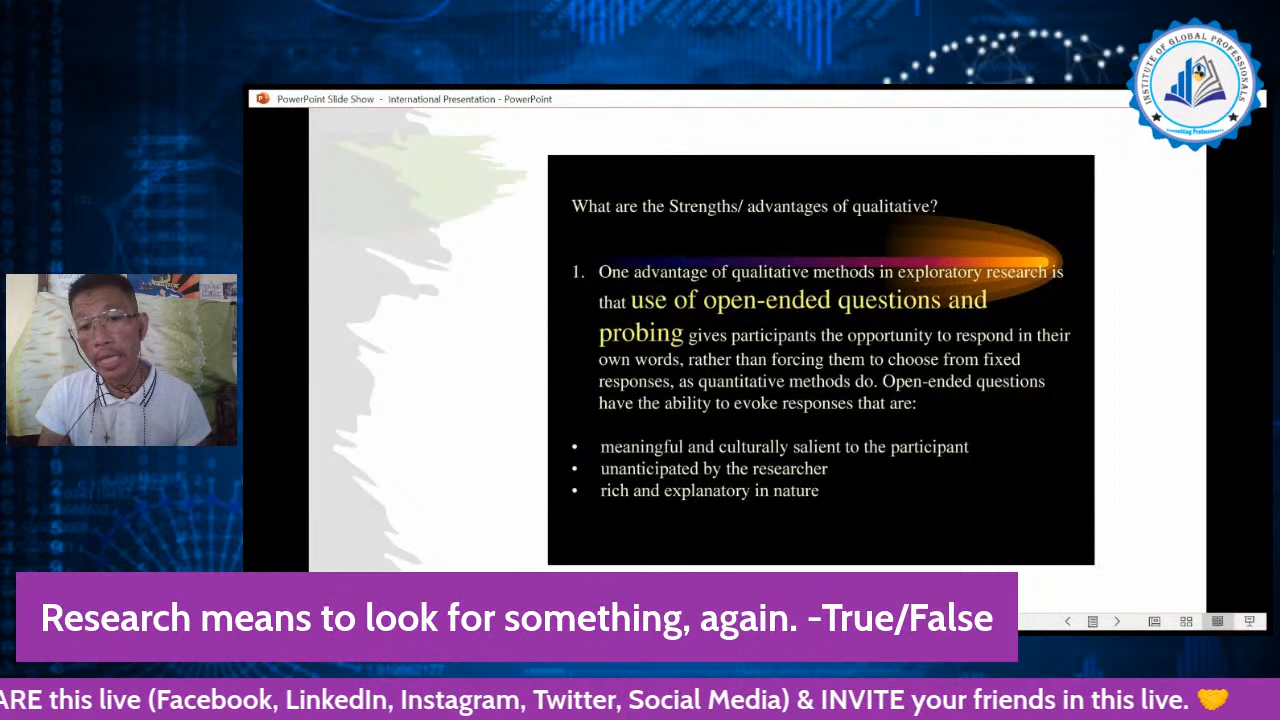 INSTITUTE OF GLOBAL PROFESSIONALS
Consulting Professionals
PowerPoint Slide Show - International Presentation - PowerPoint
What are the Strengths/ advantages of qualitative?
1. One advantage of qualitative methods in exploratory research is
that use of open-ended questions and
probing gives participants the opportunity to respond in their
own words, rather than forcing them to choose from fixed
responses, as quantitative methods do. Open-ended questions
have the ability to evoke responses that are:
• meaningful and culturally salient to the participant
• unanticipated by the researcher
• rich and explanatory in nature
Research means to look for something, again. -True/False
ARE this live (Facebook, LinkedIn, Instagram, Twitter, Social Media) & INVITE your friends in this live. 🤝